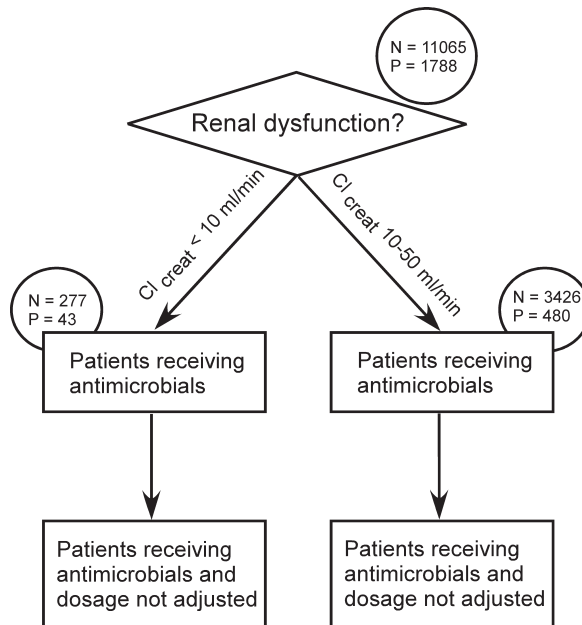 N = 11065
P = 1788
Renal dysfunction?
Cl creat < 10 ml/min
Cl creat 10-50 ml/min
N = 277
P = 43
N = 3426
P = 480
Patients receiving
antimicrobials
Patients receiving
antimicrobials
Patients receiving
antimicrobials and
dosage not adjusted
Patients receiving
antimicrobials and
dosage not adjusted